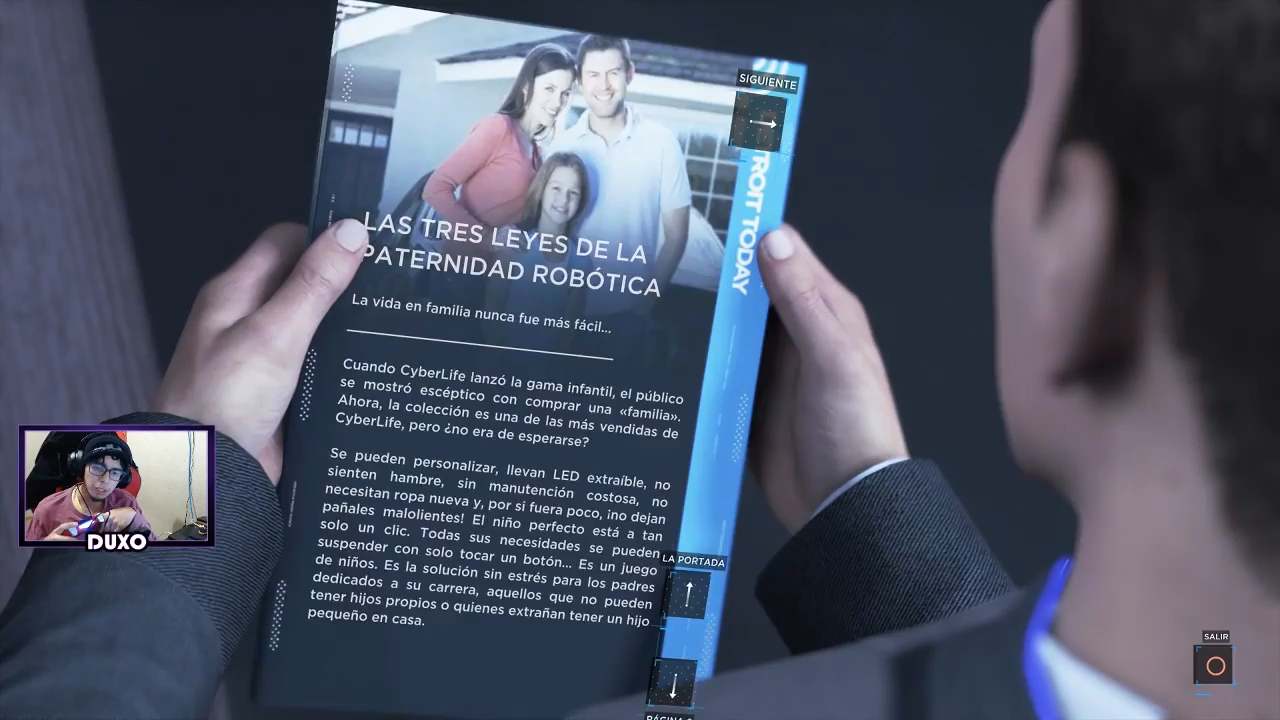 SIGUIENTE
ROIT TODAY
LAS TRES LEYES DE LA
PATERNIDAD ROBÓTICA
La vida en familia nunca fue más fácil...
Cuando CyberLife lanzó la gama infantil, el público
se mostró escéptico con comprar una «familia».
Ahora, la colección es una de las más vendidas de
CyberLife, pero ¿no era de esperarse?
Se pueden personalizar, llevan LED extraíble, no
sienten hambre, sin manutención costosa, no
necesitan ropa nueva y, por si fuera poco, ¡no dejan
pañales malolientes! El niño perfecto está a tan
solo un clic. Todas sus necesidades se pueden
suspender con solo tocar un botón... Es un juego
de niños. Es la solución sin estrés para los padres
dedicados a su carrera, aquellos que no pueden
tener hijos propios o quienes extrañan tener un hijo
pequeño en casa.
LA PORTADA
PÁGINA
SALIR
DUXO